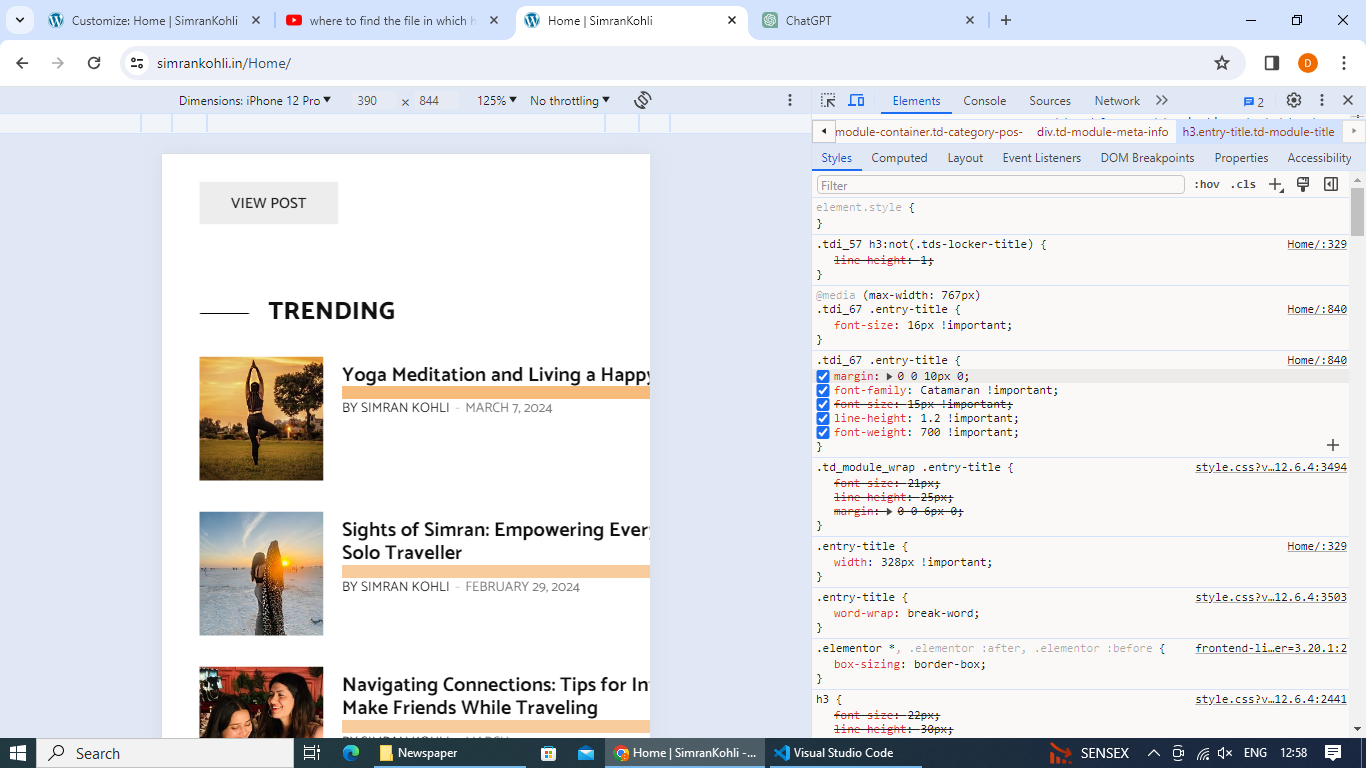 Customize: Home | SimranKohli
where to find the file in which h
Home | SimranKohli
ChatGPT
simrankohli.in/Home/
D
Dimensions: iPhone 12 Pro 390 × 844 125% No throttling
Elements Console Sources Network 2
module-container.td-category-pos- div.td-module-meta-info h3.entry-title.td-module-title
Styles Computed Layout Event Listeners DOM Breakpoints Properties Accessibility
Filter :hov .cls
element.style {
}
.tdi_57 h3:not(.tds-locker-title) { Home/:329
line-height: 1;
}
@media (max-width: 767px)
.tdi_67 .entry-title { Home/:840
font-size: 16px !important;
}
.tdi_67 .entry-title { Home/:840
margin: 0 0 10px 0;
font-family: Catamaran !important;
font-size: 15px !important;
line-height: 1.2 !important;
font-weight: 700 !important;
}
.td_module_wrap .entry-title { style.css?v…12.6.4:3494
font-size: 21px;
line-height: 25px;
margin: 0 0 6px 0;
}
.entry-title { Home/:329
width: 328px !important;
}
.entry-title { style.css?v…12.6.4:3503
word-wrap: break-word;
}
.elementor *, .elementor :after, .elementor :before { frontend-li…er=3.20.1:2
box-sizing: border-box;
}
h3 { style.css?v…12.6.4:2441
font-size: 22px;
line-height: 30px;
VIEW POST
TRENDING
Yoga Meditation and Living a Happy
BY SIMRAN KOHLI - MARCH 7, 2024
Sights of Simran: Empowering Every
Solo Traveller
BY SIMRAN KOHLI - FEBRUARY 29, 2024
Navigating Connections: Tips for In
Make Friends While Traveling
Search
Newspaper
Home | SimranKohli -...
Visual Studio Code
SENSEX
ENG
12:58